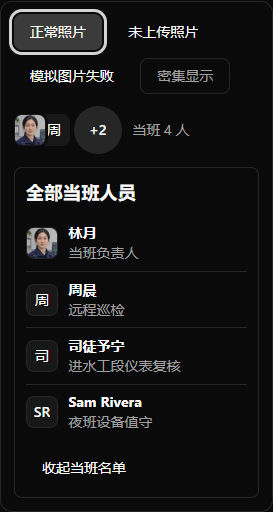 正常照片 未上传照片
模拟图片失败 密集显示
周 +2 当班 4 人
全部当班人员
林月
当班负责人
周 周晨
远程巡检
司 司徒予宁
进水工段仪表复核
SR Sam Rivera
夜班设备值守
收起当班名单